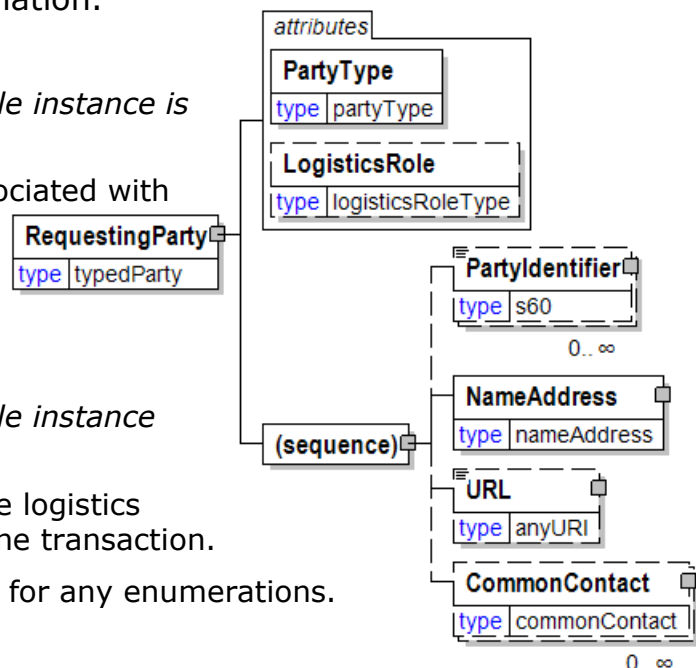 attributes
PartyType
type partyType
le instance is
LogisticsRole
ociated with
type logisticsRoleType
RequestingParty
type typedParty
PartyIdentifier
type s60
0.. ∞
NameAddress
le instance
type nameAddress
(sequence)
URL
e logistics
type anyURI
he transaction.
CommonContact
for any enumerations.
type commonContact
0.. ∞